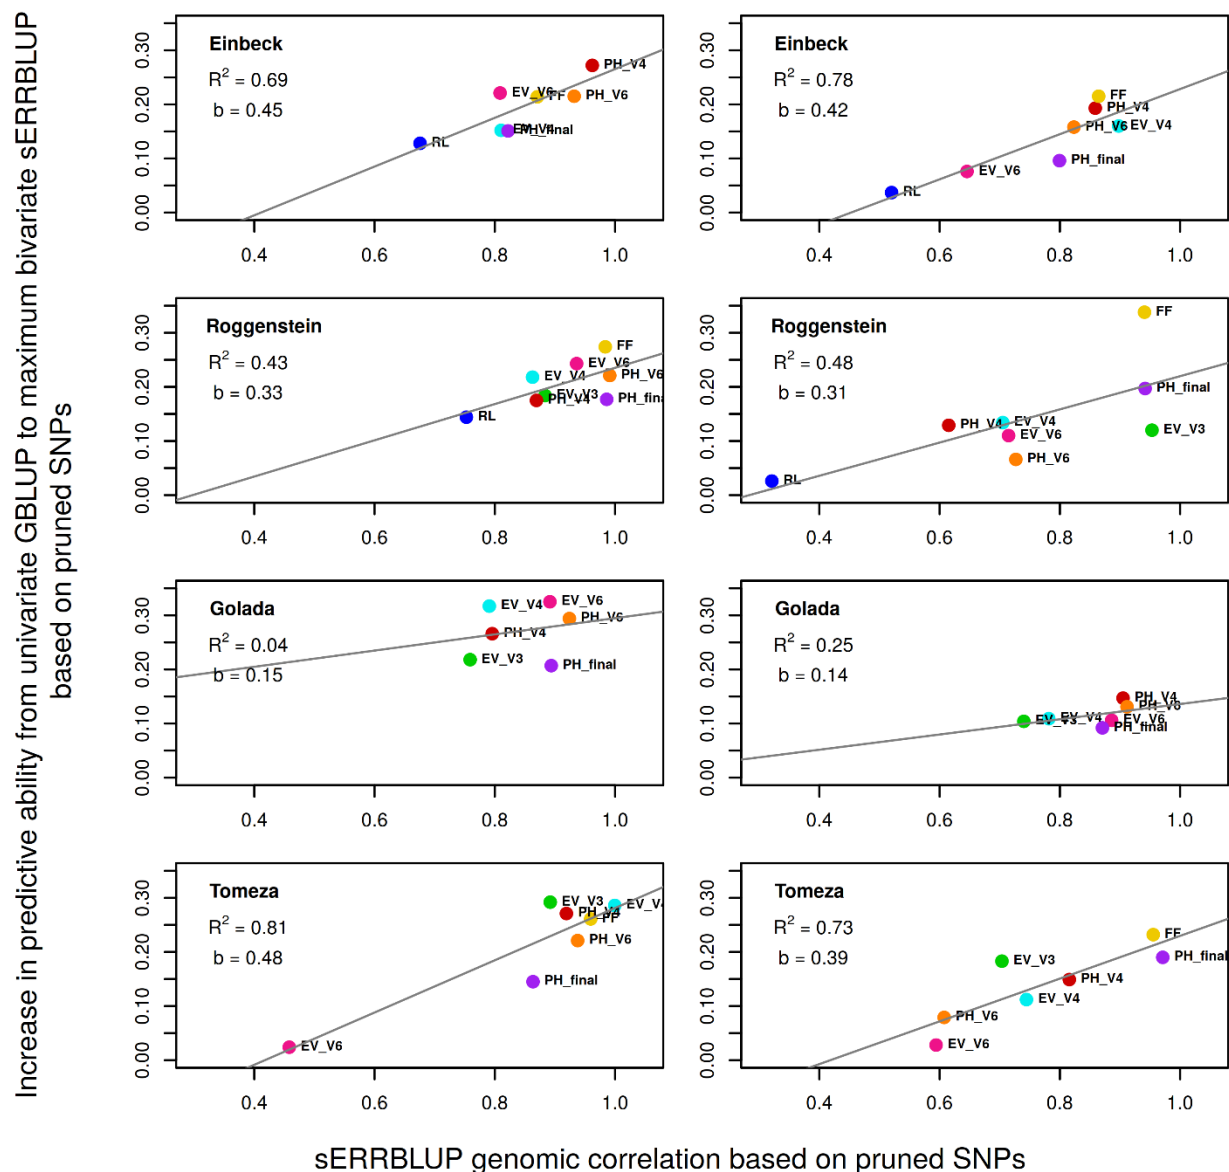 Increase in predictive ability from univariate GBLUP to maximum bivariate sERRBLUP
based on pruned SNPs
Einbeck
R2 = 0.69
b = 0.45
PH_V4
EV_V6
FF
PH_V6
EV_V4
PH_final
RL
0.00
0.10
0.20
0.30
0.4
0.6
0.8
1.0
Einbeck
R2 = 0.78
b = 0.42
FF
PH_V4
PH_V6
EV_V4
PH_final
EV_V6
RL
0.00
0.10
0.20
0.30
0.4
0.6
0.8
1.0
Roggenstein
R2 = 0.43
b = 0.33
FF
EV_V6
EV_V4
PH_V6
EV_V3
PH_V4
PH_fina
RL
0.00
0.10
0.20
0.30
0.4
0.6
0.8
1.0
Roggenstein
R2 = 0.48
b = 0.31
FF
PH_final
PH_V4
EV_V4
EV_V6
EV_V3
PH_V6
RL
0.00
0.10
0.20
0.30
0.4
0.6
0.8
1.0
Golada
R2 = 0.04
b = 0.15
EV_V4
EV_V6
PH_V6
PH_V4
EV_V3
PH_final
0.00
0.10
0.20
0.30
0.4
0.6
0.8
1.0
Golada
R2 = 0.25
b = 0.14
PH_V4
PH_V6
EV_V3
EV_V4
EV_V6
PH_final
0.00
0.10
0.20
0.30
0.4
0.6
0.8
1.0
Tomeza
R2 = 0.81
b = 0.48
EV_V3
EV_V4
PH_V4
FF
PH_V6
PH_final
EV_V6
0.00
0.10
0.20
0.30
0.4
0.6
0.8
1.0
Tomeza
R2 = 0.73
b = 0.39
FF
EV_V3
PH_final
PH_V4
EV_V4
PH_V6
EV_V6
0.00
0.10
0.20
0.30
0.4
0.6
0.8
1.0
sERRBLUP genomic correlation based on pruned SNPs